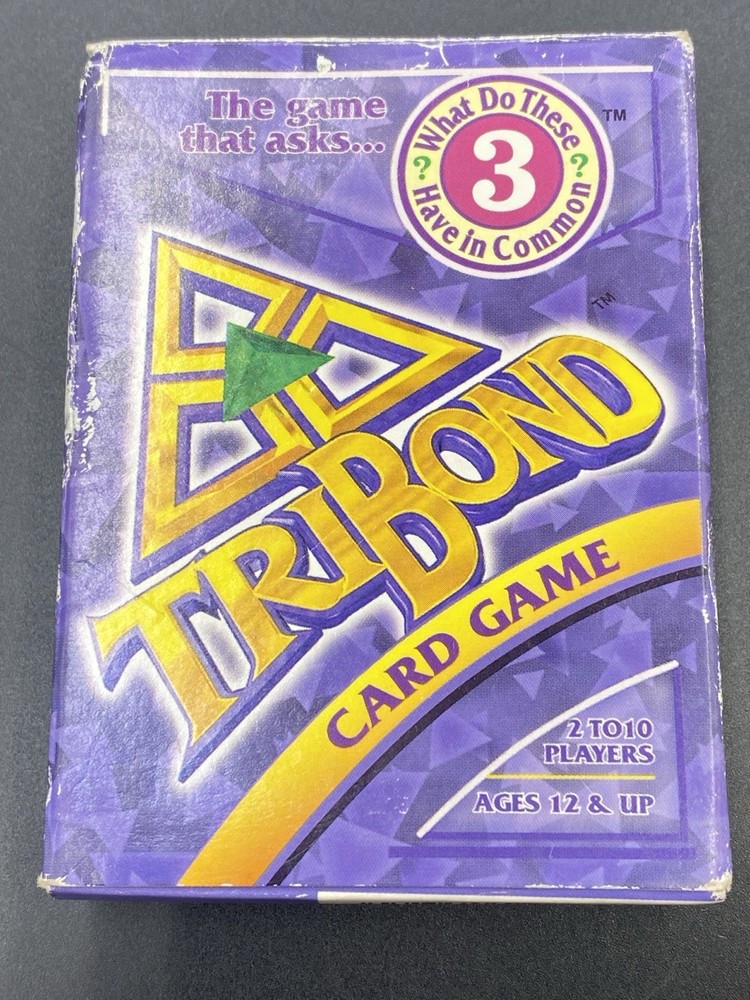 The game
that asks...
What Do These
3
? ?
Have in Common
TM
TM
TRIBOND
CARD GAME
2 TO10
PLAYERS
AGES 12 & UP